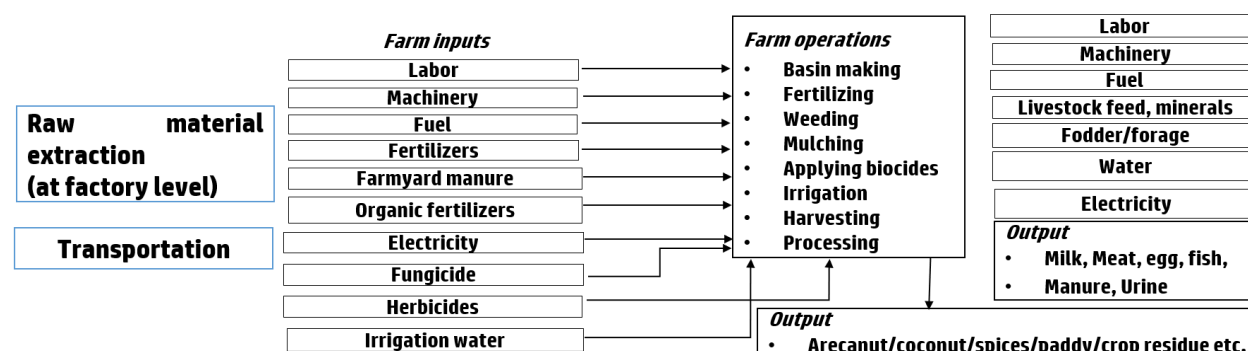 Raw material
extraction
(at factory level)
Transportation
Farm inputs
Labor
Machinery
Fuel
Fertilizers
Farmyard manure
Organic fertilizers
Electricity
Fungicide
Herbicides
Irrigation water
Farm operations
• Basin making
• Fertilizing
• Weeding
• Mulching
• Applying biocides
• Irrigation
• Harvesting
• Processing
Labor
Machinery
Fuel
Livestock feed, minerals
Fodder/forage
Water
Electricity
Output
• Milk, Meat, egg, fish,
• Manure, Urine
Output
• Arecanut/coconut/spices/paddy/crop residue etc.